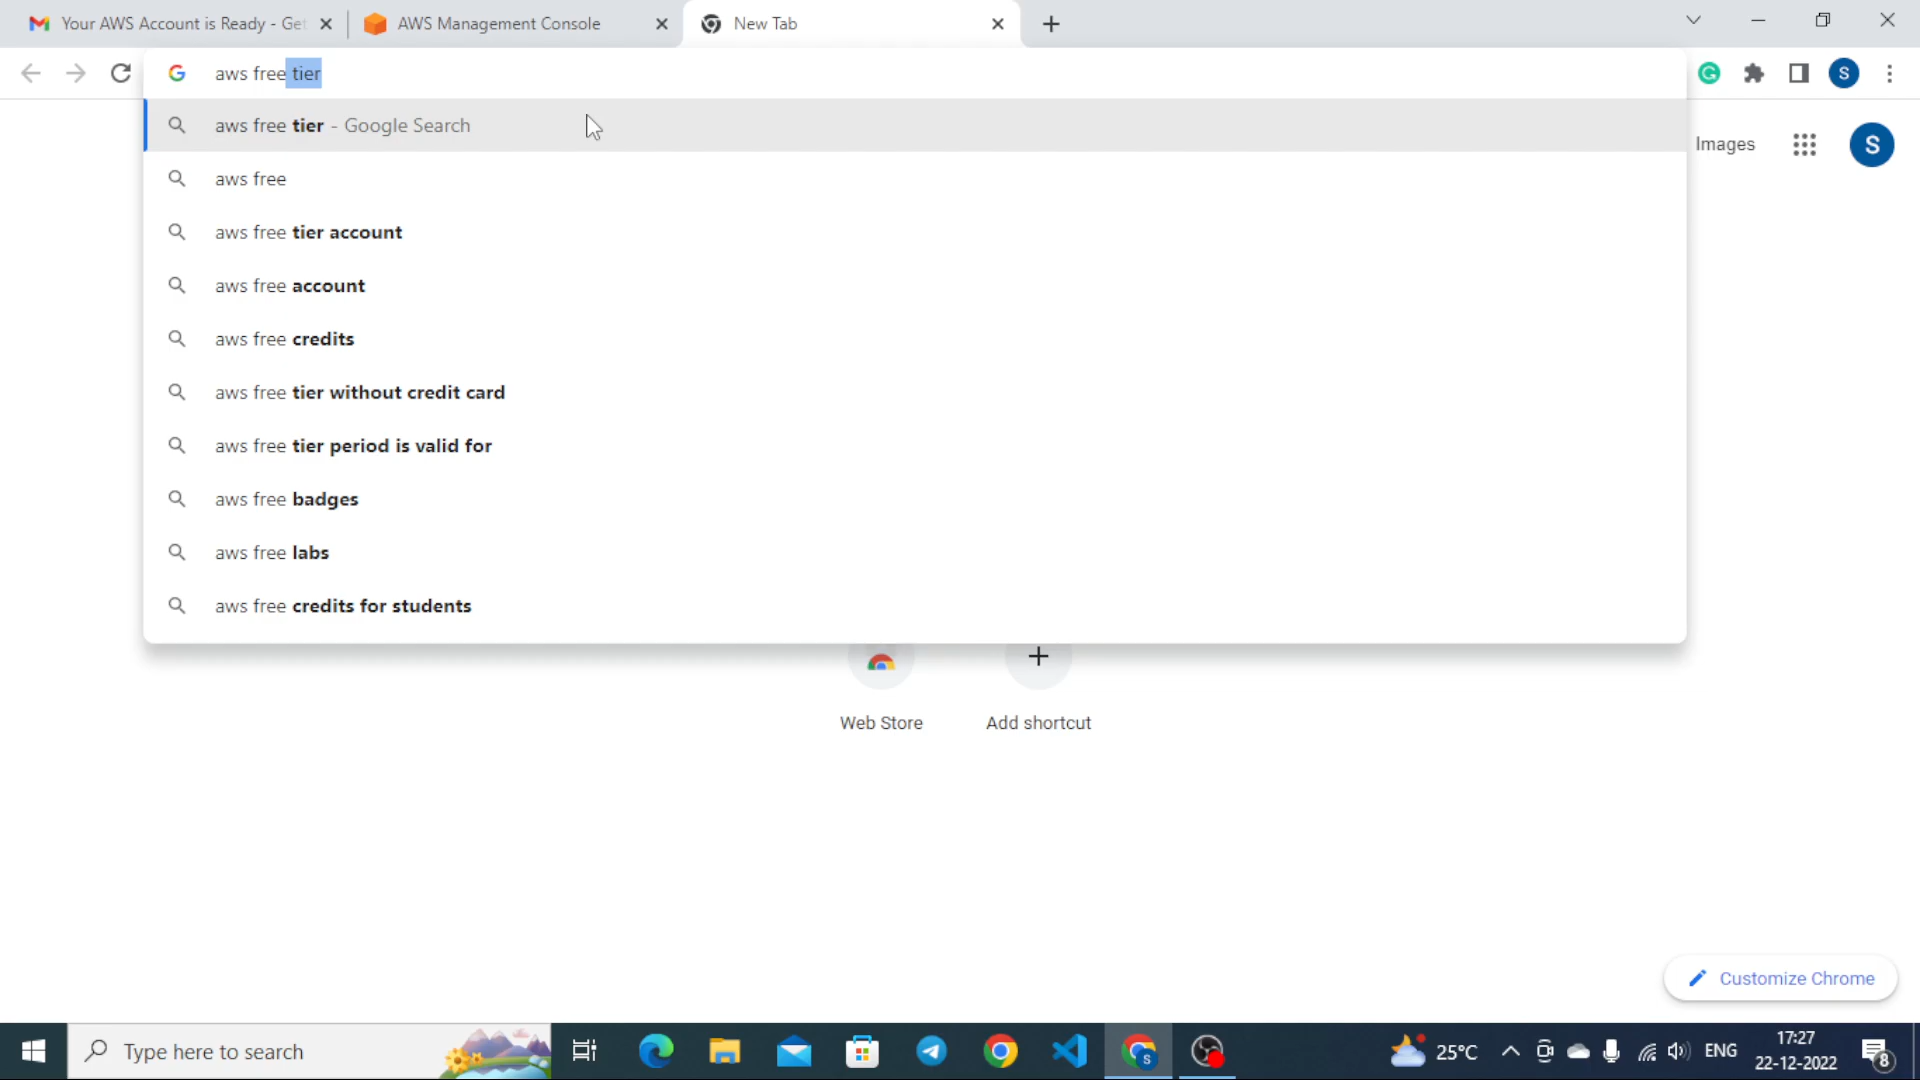 Your AWS Account is Ready - Get
AWS Management Console
New Tab
aws free tier
aws free tier - Google Search
aws free
aws free tier account
aws free account
aws free credits
aws free tier without credit card
aws free tier period is valid for
aws free badges
aws free labs
aws free credits for students
Images
S
S
Web Store
Add shortcut
Customize Chrome
Type here to search
S
25°C
ENG
17:27
22-12-2022
8